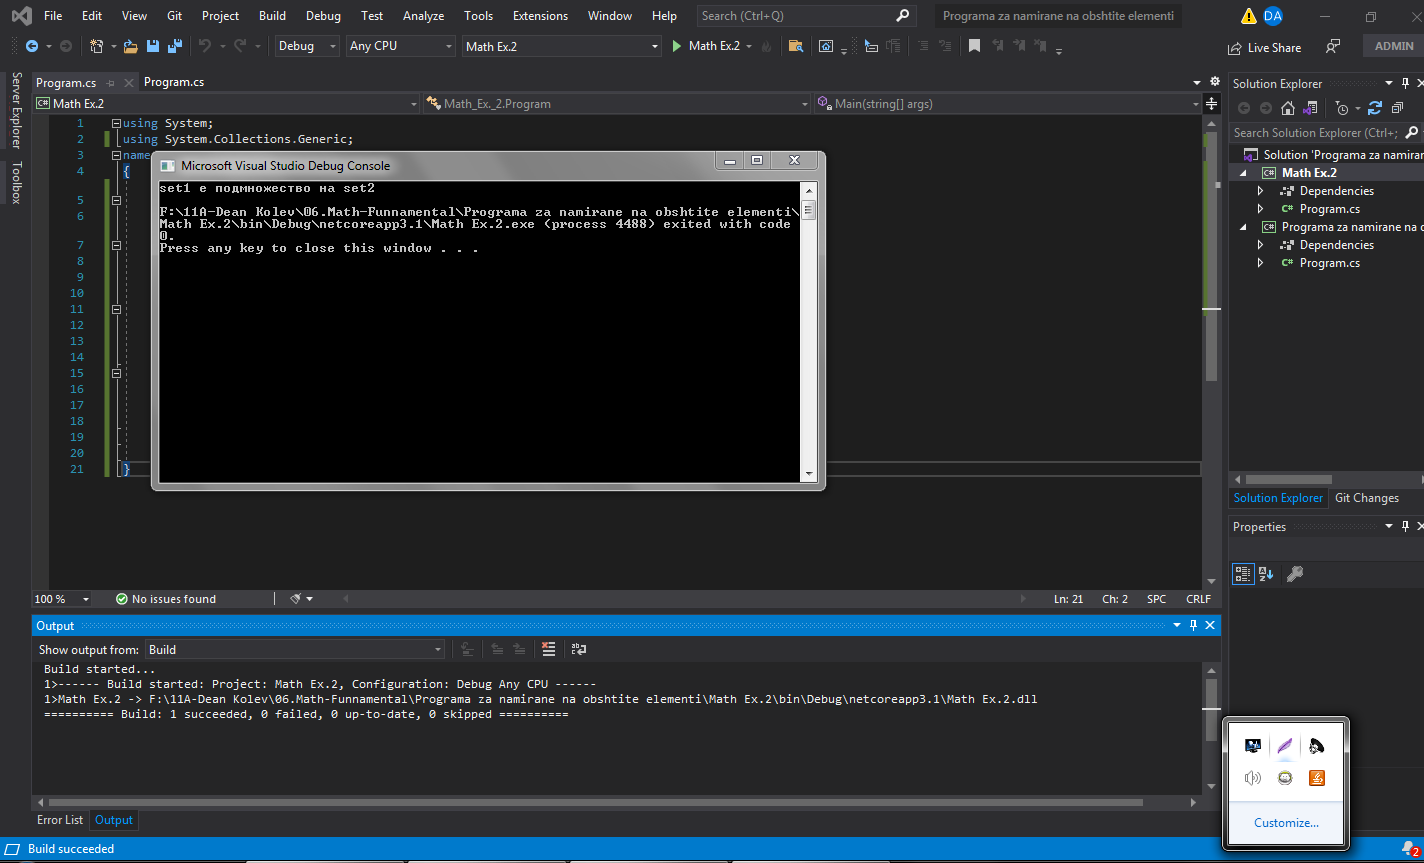 File Edit View Git Project Build Debug Test Analyze Tools Extensions Window Help Search (Ctrl+Q) Programa za namirane na obshtite elementi DA
Debug Any CPU Math Ex.2 Math Ex.2 Live Share ADMIN
Server Explorer
Toolbox
Program.cs Program.cs
C# Math Ex.2 Math_Ex._2.Program Main(string[] args)
1 using System;
2 using System.Collections.Generic;
3 name
4 {
5
6
7
8
9
10
11
12
13
14
15
16
17
18
19
20
21 }
Microsoft Visual Studio Debug Console
set1 е подмножество на set2
F:\11A-Dean Kolev\06.Math-Funnamental\Programa za namirane na obshtite elementi\
Math Ex.2\bin\Debug\netcoreapp3.1\Math Ex.2.exe (process 4488) exited with code
0.
Press any key to close this window . . .
100 % No issues found Ln: 21 Ch: 2 SPC CRLF
Solution Explorer
Search Solution Explorer (Ctrl+;
Solution 'Programa za namiran
C# Math Ex.2
Dependencies
C# Program.cs
C# Programa za namirane na o
Dependencies
C# Program.cs
Solution Explorer Git Changes
Properties
Output
Show output from: Build
Build started...
1>------ Build started: Project: Math Ex.2, Configuration: Debug Any CPU ------
1>Math Ex.2 -> F:\11A-Dean Kolev\06.Math-Funnamental\Programa za namirane na obshtite elementi\Math Ex.2\bin\Debug\netcoreapp3.1\Math Ex.2.dll
========== Build: 1 succeeded, 0 failed, 0 up-to-date, 0 skipped ==========
Error List Output
Customize...
Build succeeded 2